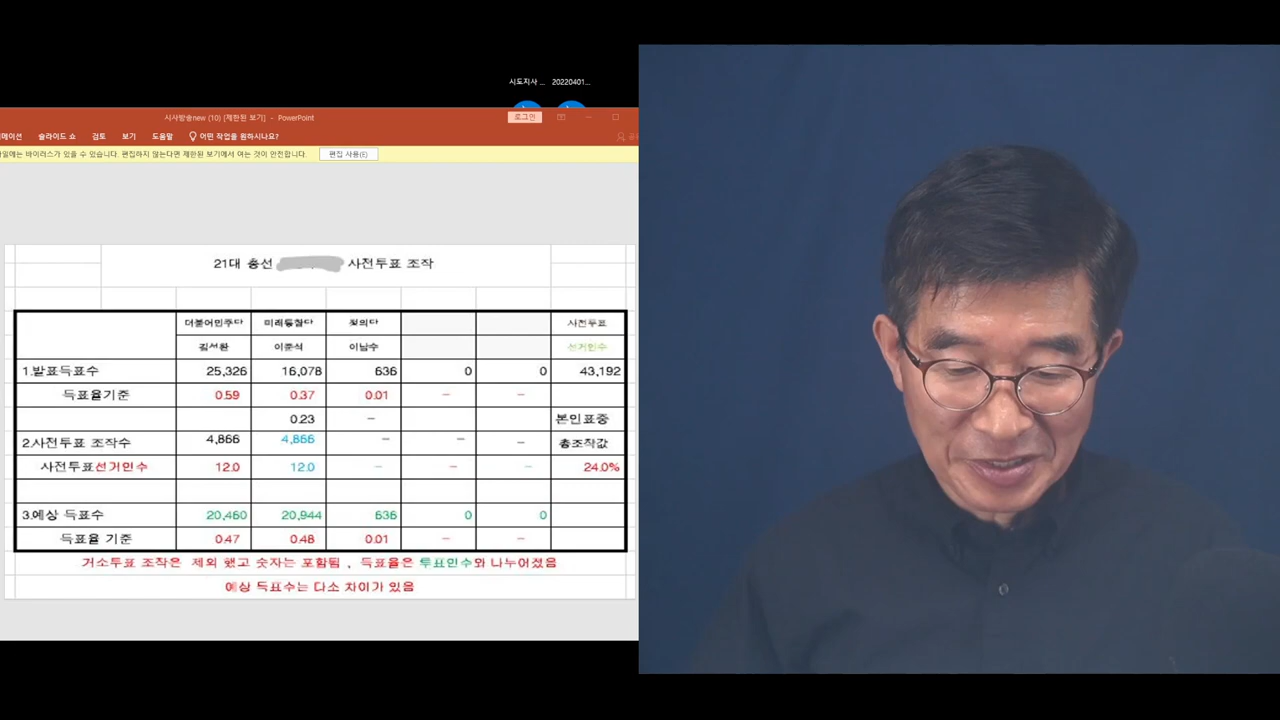 시도지사 ... 20220401...
시사방송new (10) [제한된 보기] - PowerPoint 로그인
메이션 슬라이드 쇼 검토 보기 도움말 어떤 작업을 원하시나요?
일에는 바이러스가 있을 수 있습니다. 편집하지 않는다면 제한된 보기에서 여는 것이 안전합니다. 편집 사용(E)
21대 총선 사전투표 조작
더불어민주당 미래통합당 정의당 사전투표
김성환 이준석 이남수 선거인수
1.발표득표수 25,326 16,078 636 0 0 43,192
득표율기준 0.59 0.37 0.01 - -
0.23 - 본인표중
2.사전투표 조작수 4,866 4,866 - - - 총조작값
사전투표선거인수 12.0 12.0 - - - 24.0%
3.예상 득표수 20,460 20,944 636 0 0
득표율 기준 0.47 0.48 0.01 - -
거소투표 조작은 제외 했고 숫자는 포함됨 , 득표율은 투표인수와 나누어졌음
예상 득표수는 다소 차이가 있음